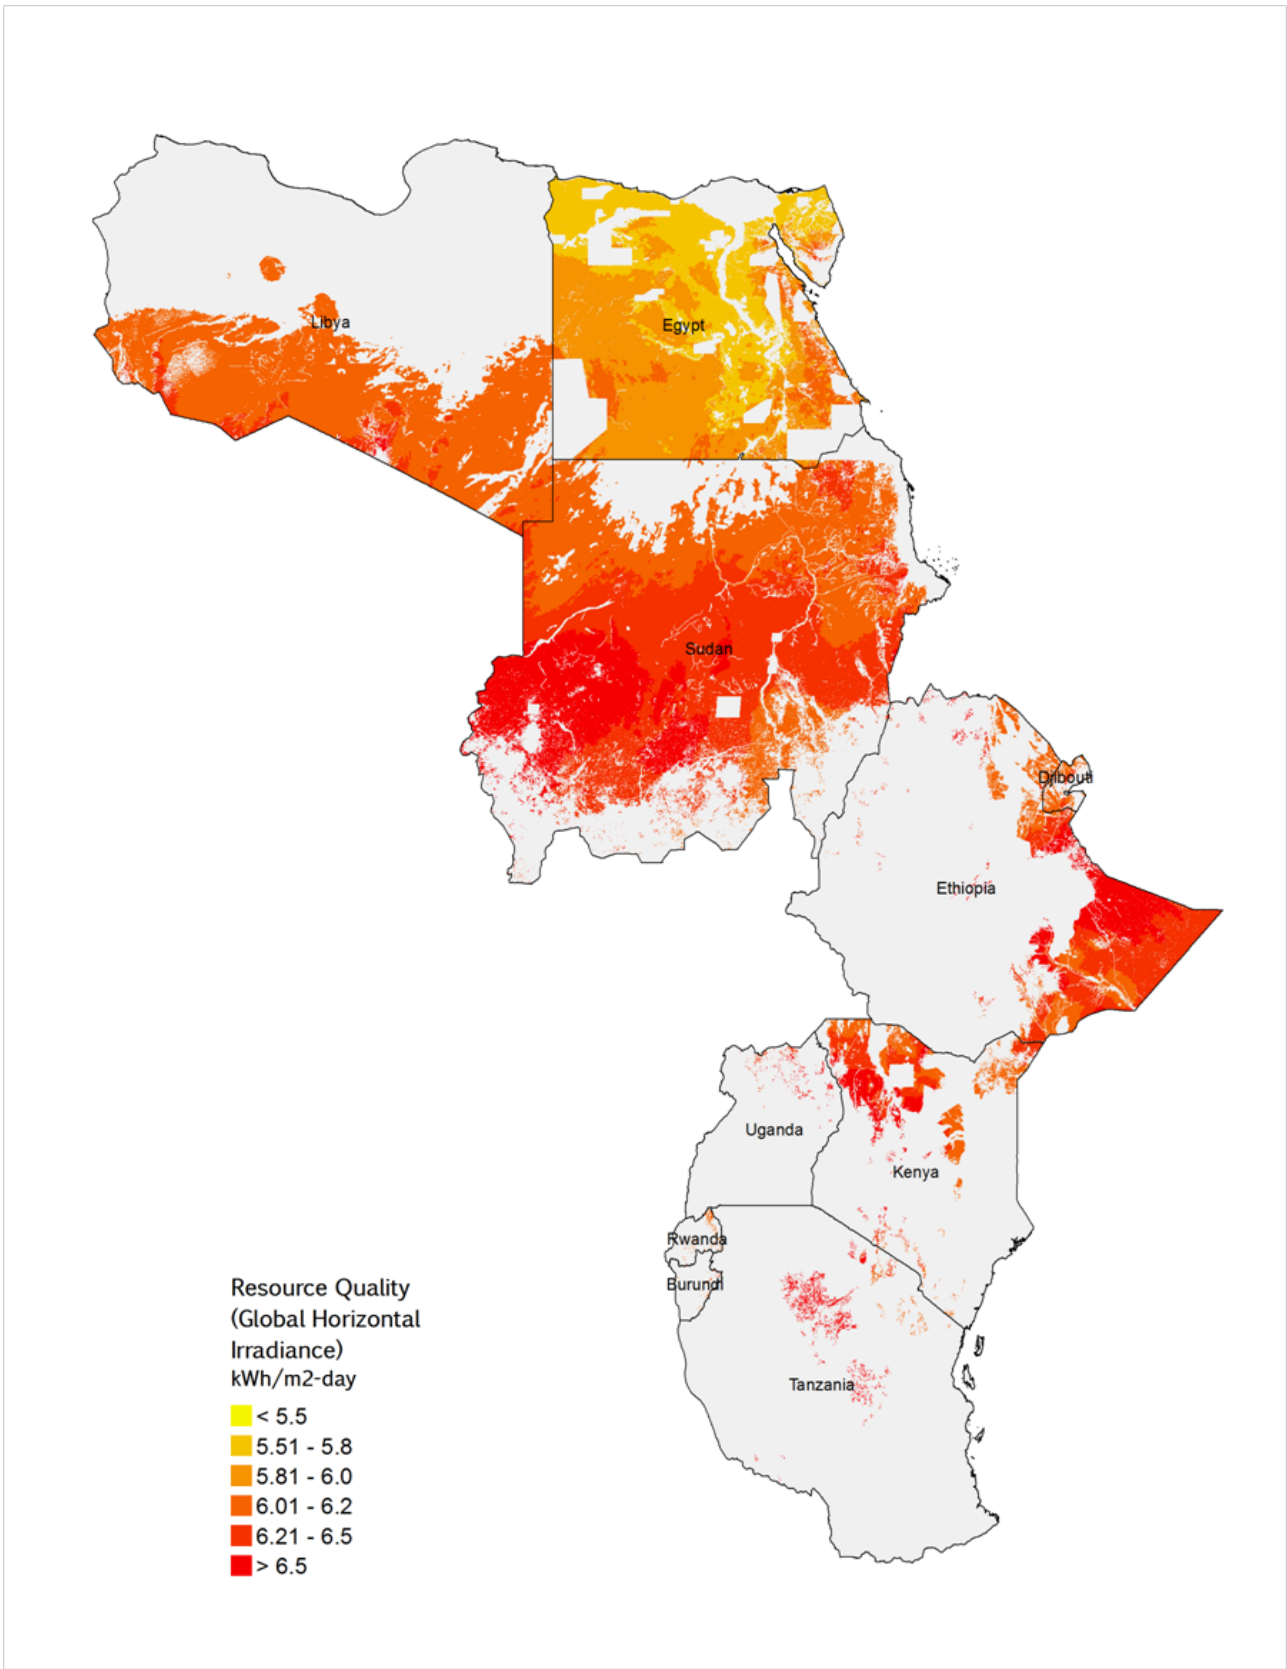 Libya
Egypt
Sudan
Djibouti
Ethiopia
Uganda
Kenya
Rwanda
Burundi
Tanzania
Resource Quality
(Global Horizontal
Irradiance)
kWh/m2-day
< 5.5
5.51 - 5.8
5.81 - 6.0
6.01 - 6.2
6.21 - 6.5
> 6.5